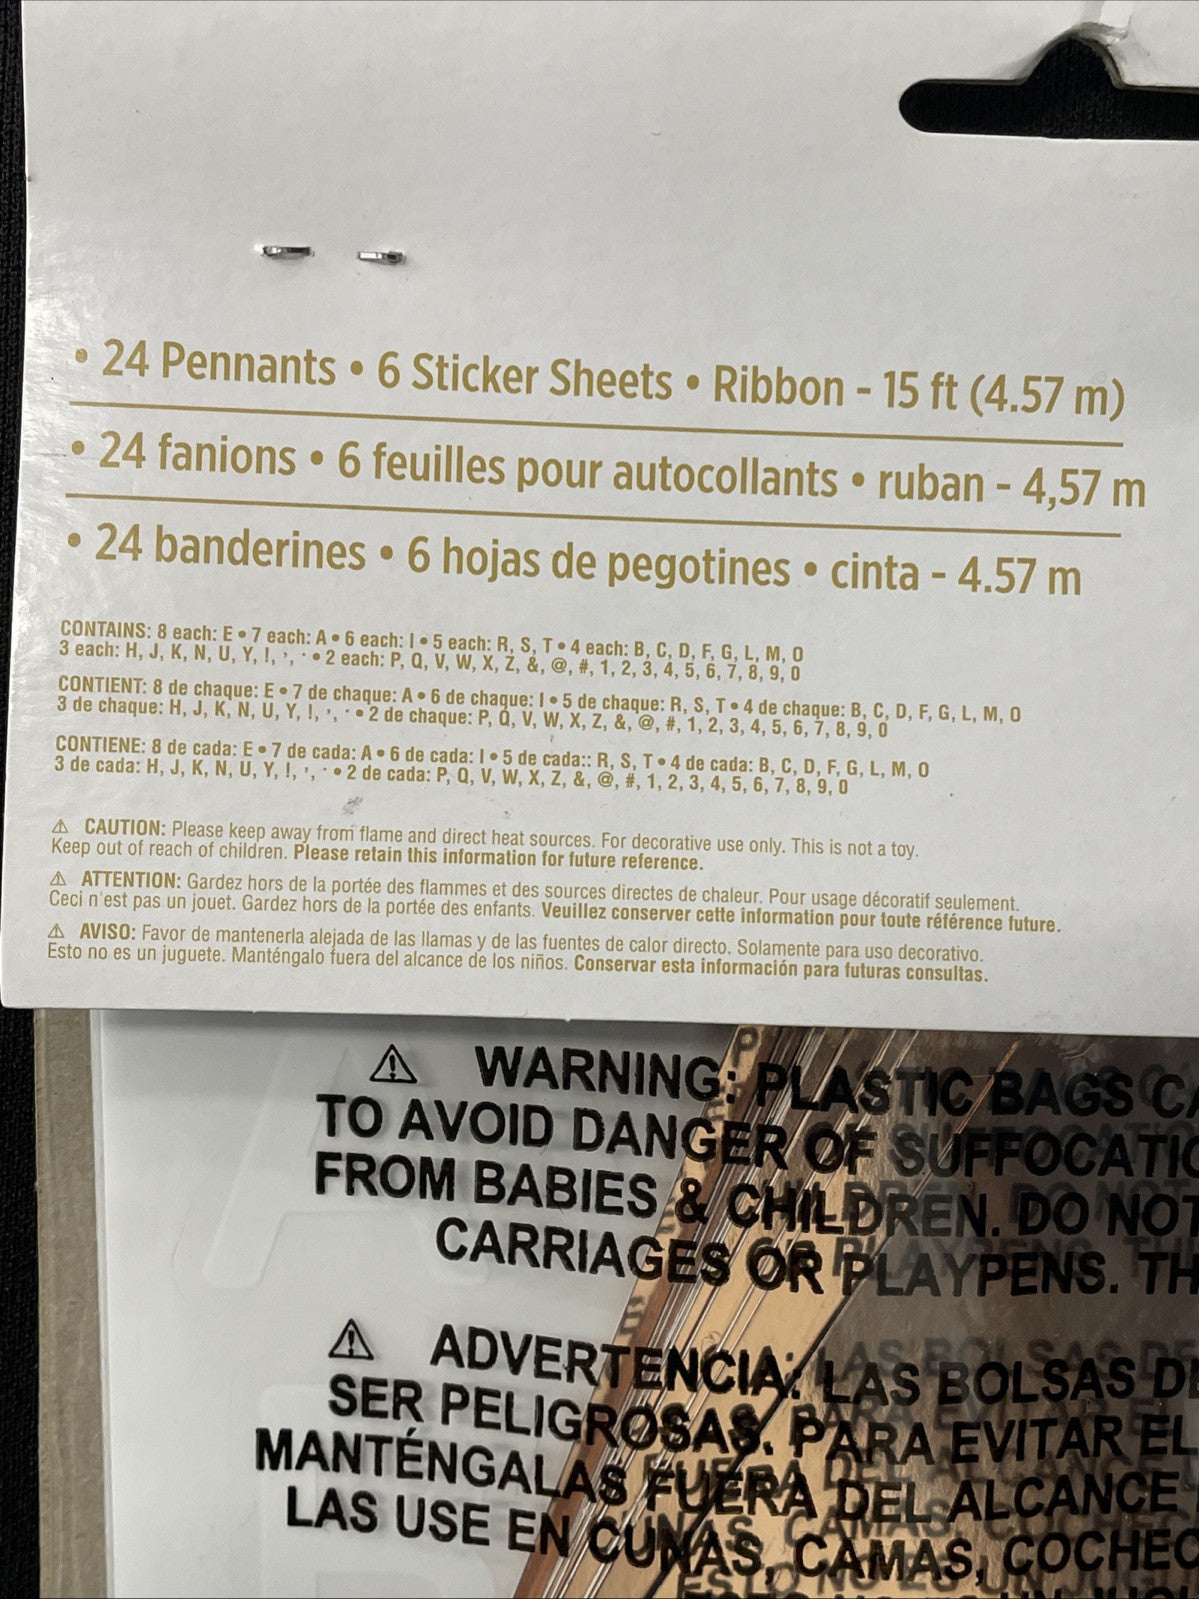 • 24 Pennants • 6 Sticker Sheets • Ribbon - 15 ft (4.57 m)
• 24 fanions • 6 feuilles pour autocollants • ruban - 4,57 m
• 24 banderines • 6 hojas de pegotines • cinta - 4.57 m
CONTAINS: 8 each: E • 7 each: A • 6 each: I • 5 each: R, S, T • 4 each: B, C, D, F, G, L, M, O
3 each: H, J, K, N, U, Y, !, ', · • 2 each: P, Q, V, W, X, Z, &, @, #, 1, 2, 3, 4, 5, 6, 7, 8, 9, 0
CONTIENT: 8 de chaque: E • 7 de chaque: A • 6 de chaque: I • 5 de chaque: R, S, T • 4 de chaque: B, C, D, F, G, L, M, O
3 de chaque: H, J, K, N, U, Y, !, ', · • 2 de chaque: P, Q, V, W, X, Z, &, @, #, 1, 2, 3, 4, 5, 6, 7, 8, 9, 0
CONTIENE: 8 de cada: E • 7 de cada: A • 6 de cada: I • 5 de cada:: R, S, T • 4 de cada: B, C, D, F, G, L, M, O
3 de cada: H, J, K, N, U, Y, !, ', · • 2 de cada: P, Q, V, W, X, Z, &, @, #, 1, 2, 3, 4, 5, 6, 7, 8, 9, 0
⚠ CAUTION: Please keep away from flame and direct heat sources. For decorative use only. This is not a toy.
Keep out of reach of children. Please retain this information for future reference.
⚠ ATTENTION: Gardez hors de la portée des flammes et des sources directes de chaleur. Pour usage décoratif seulement.
Ceci n'est pas un jouet. Gardez hors de la portée des enfants. Veuillez conserver cette information pour toute référence future.
⚠ AVISO: Favor de mantenerla alejada de las llamas y de las fuentes de calor directo. Solamente para uso decorativo.
Esto no es un juguete. Manténgalo fuera del alcance de los niños. Conservar esta información para futuras consultas.
⚠ WARNING: PLASTIC BAGS CA
TO AVOID DANGER OF SUFFOCATIO
FROM BABIES & CHILDREN. DO NOT
CARRIAGES OR PLAYPENS. TH
⚠ ADVERTENCIA: LAS BOLSAS D
SER PELIGROSAS. PARA EVITAR EL
MANTÉNGALAS FUERA DEL ALCANCE
LAS USE EN CUNAS, CAMAS, COCHEC